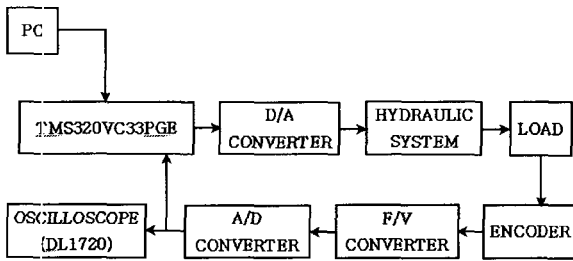 PC
TMS320VC33PGE
D/A
CONVERTER
HYDRAULIC
SYSTEM
LOAD
OSCILLOSCOPE
(DL1720)
A/D
CONVERTER
F/V
CONVERTER
ENCODER